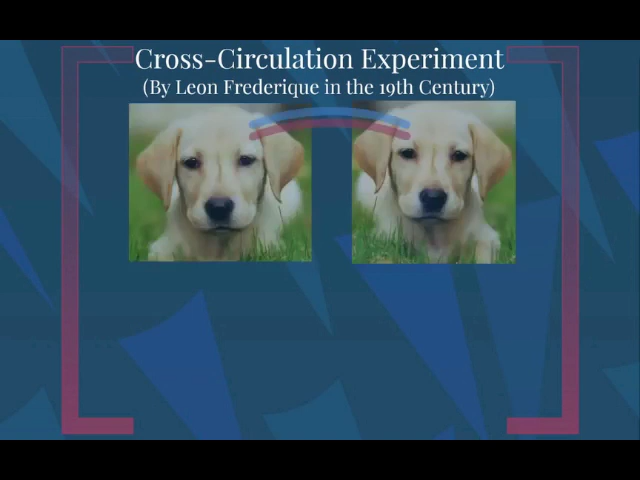 Cross-Circulation Experiment
(By Leon Frederique in the 19th Century)